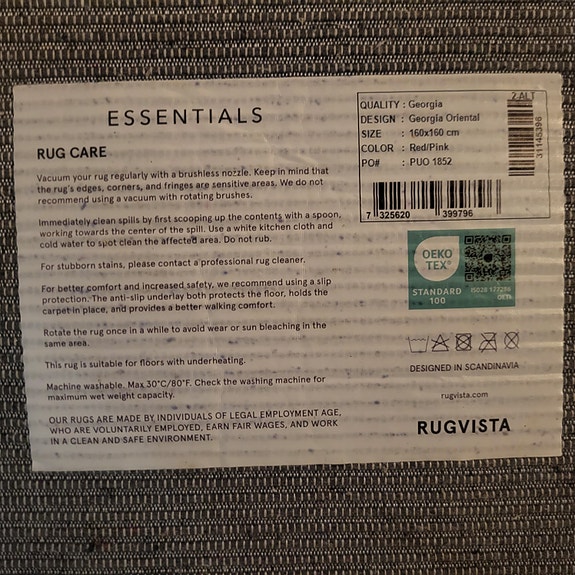 ESSENTIALS
RUG CARE
Vacuum your rug regularly with a brushless nozzle. Keep in mind that
the rug's edges, corners, and fringes are sensitive areas. We do not
recommend using a vacuum with rotating brushes.
Immediately clean spills by first scooping up the contents with a spoon,
working towards the center of the spill. Use a white kitchen cloth and
cold water to spot clean the affected area. Do not rub.
For stubborn stains, please contact a professional rug cleaner.
For better comfort and increased safety, we recommend using a slip
protection. The anti-slip underlay both protects the floor, holds the
carpet in place, and provides a better walking comfort.
Rotate the rug once in a while to avoid wear or sun bleaching in the
same area.
This rug is suitable for floors with underheating.
Machine washable. Max 30°C/80°F. Check the washing machine for
maximum wet weight capacity.
OUR RUGS ARE MADE BY INDIVIDUALS OF LEGAL EMPLOYMENT AGE,
WHO ARE VOLUNTARILY EMPLOYED, EARN FAIR WAGES, AND WORK
IN A CLEAN AND SAFE ENVIRONMENT.
2.ALT
QUALITY : Georgia
DESIGN : Georgia Oriental
SIZE : 160x160 cm
COLOR : Red/Pink
PO# : PUO 1852
31145396
7 325620 399796
OEKO
TEX®
STANDARD
100
OETI
DESIGNED IN SCANDINAVIA
rugvista.com
RUGVISTA